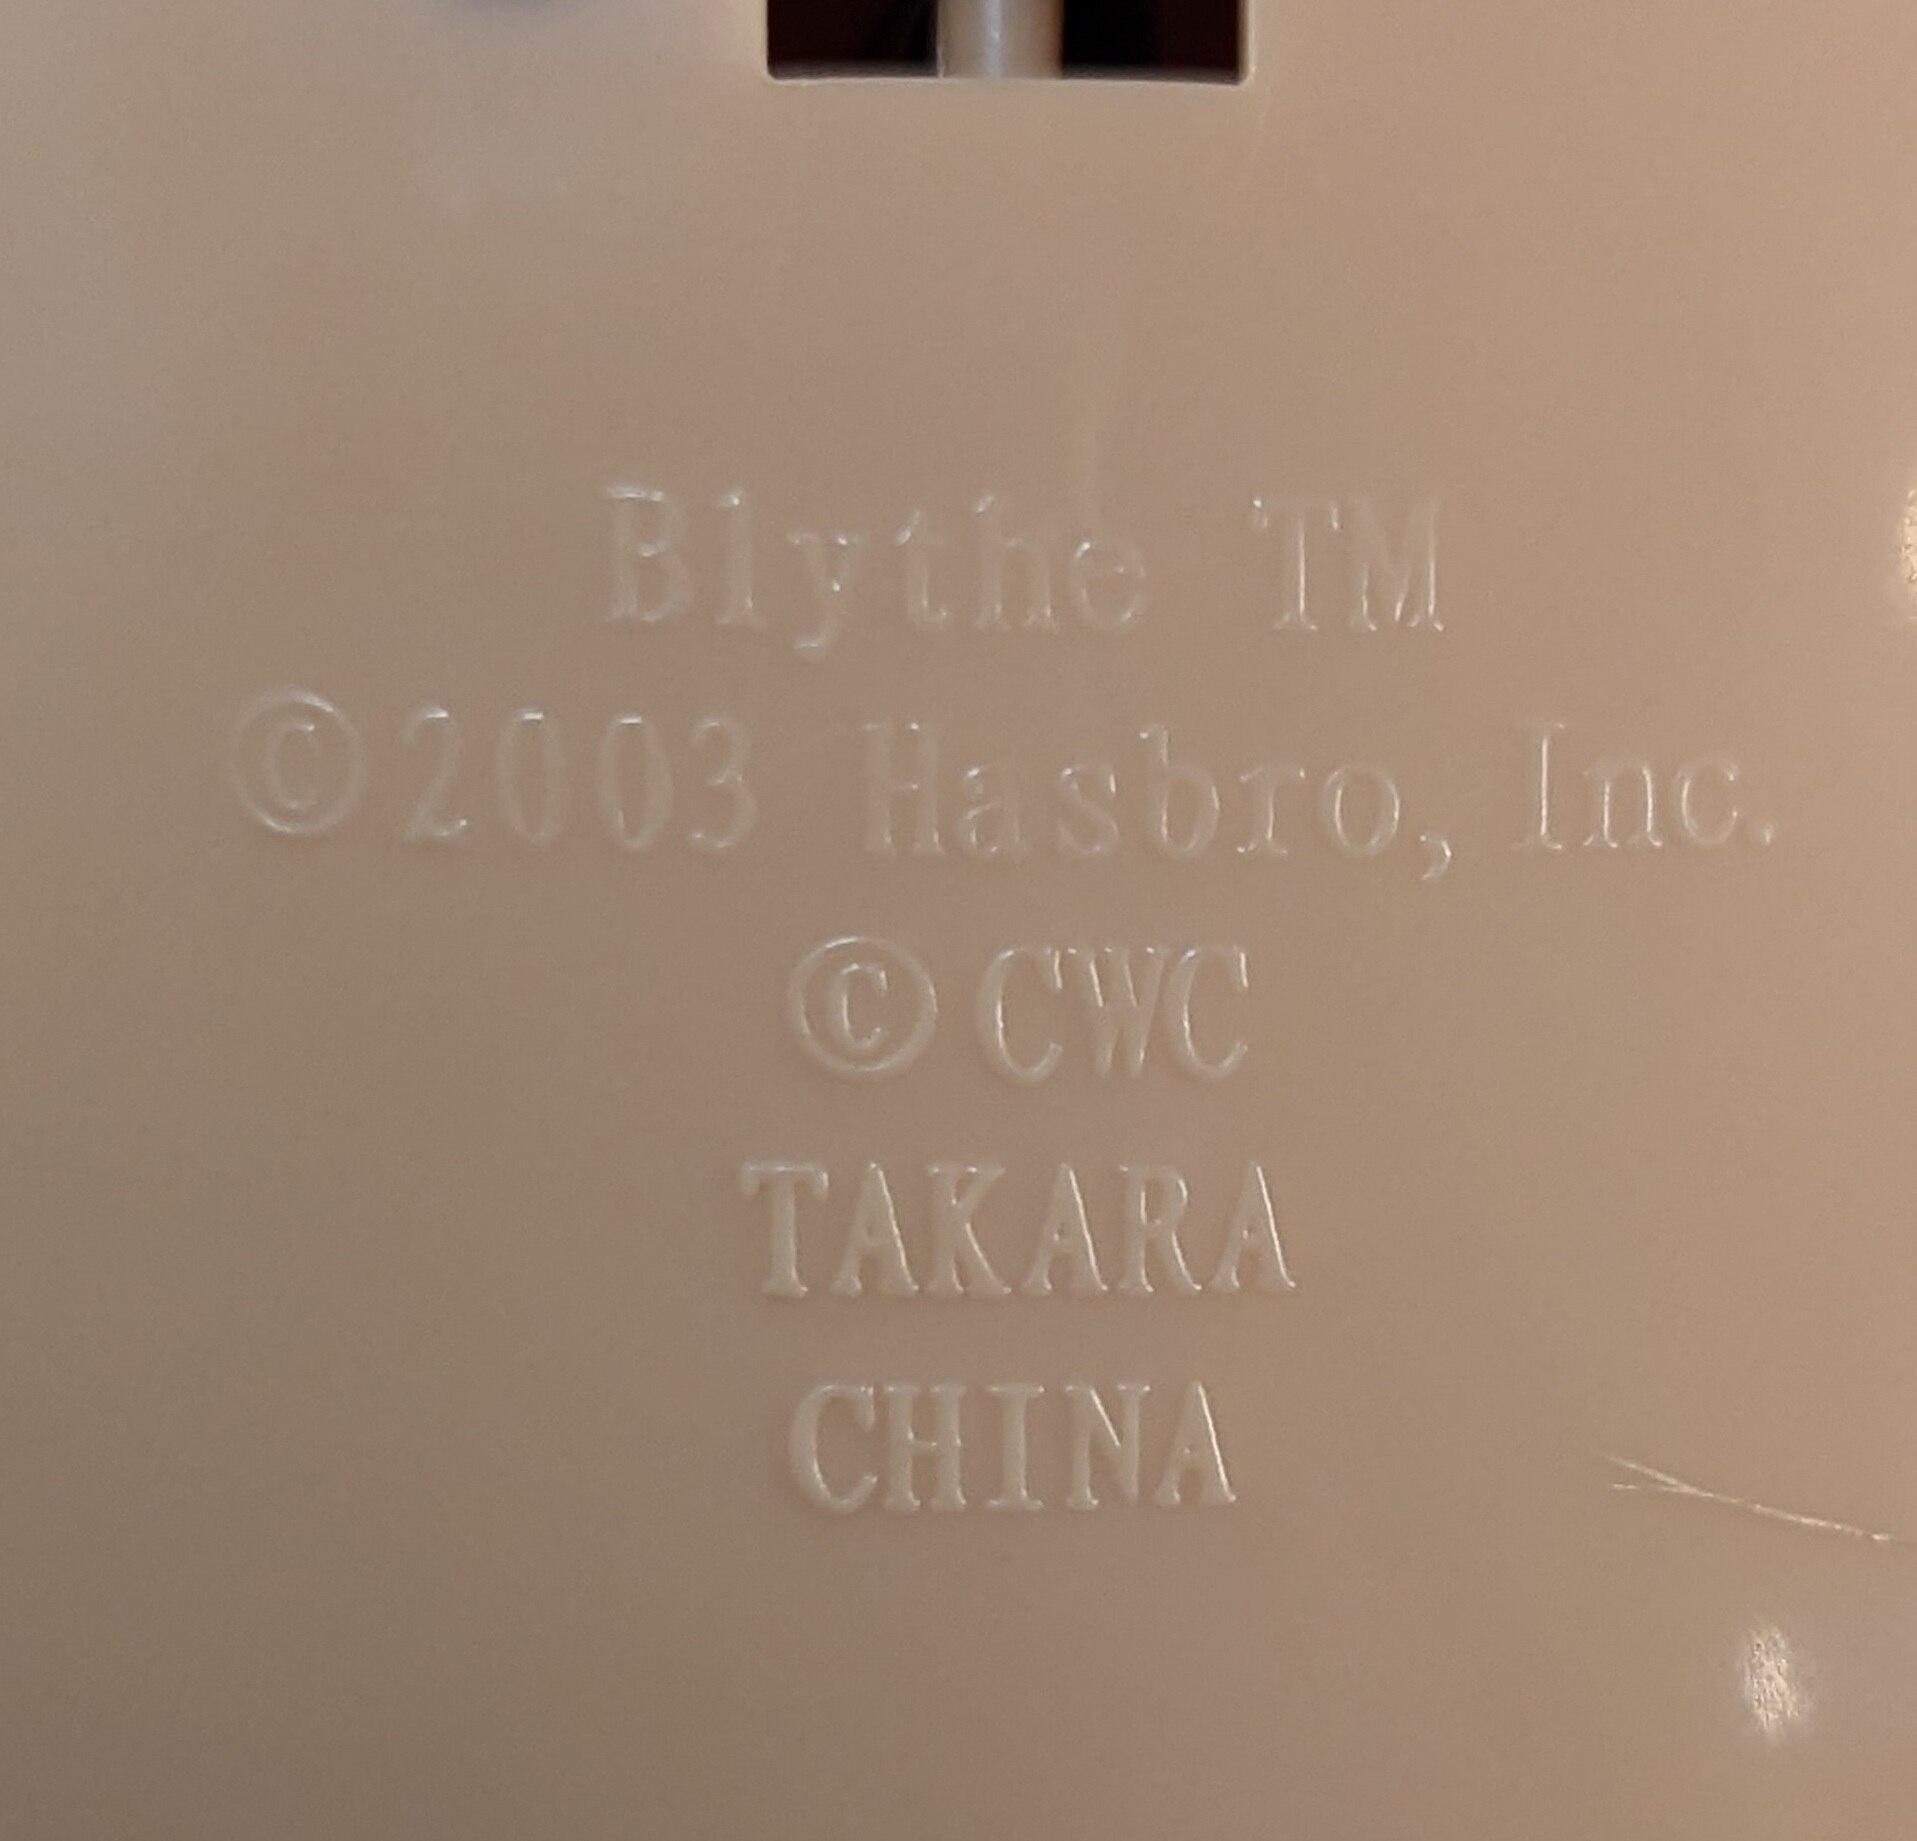 Blythe TM
©2003 Hasbro, Inc.
©CWC
TAKARA
CHINA